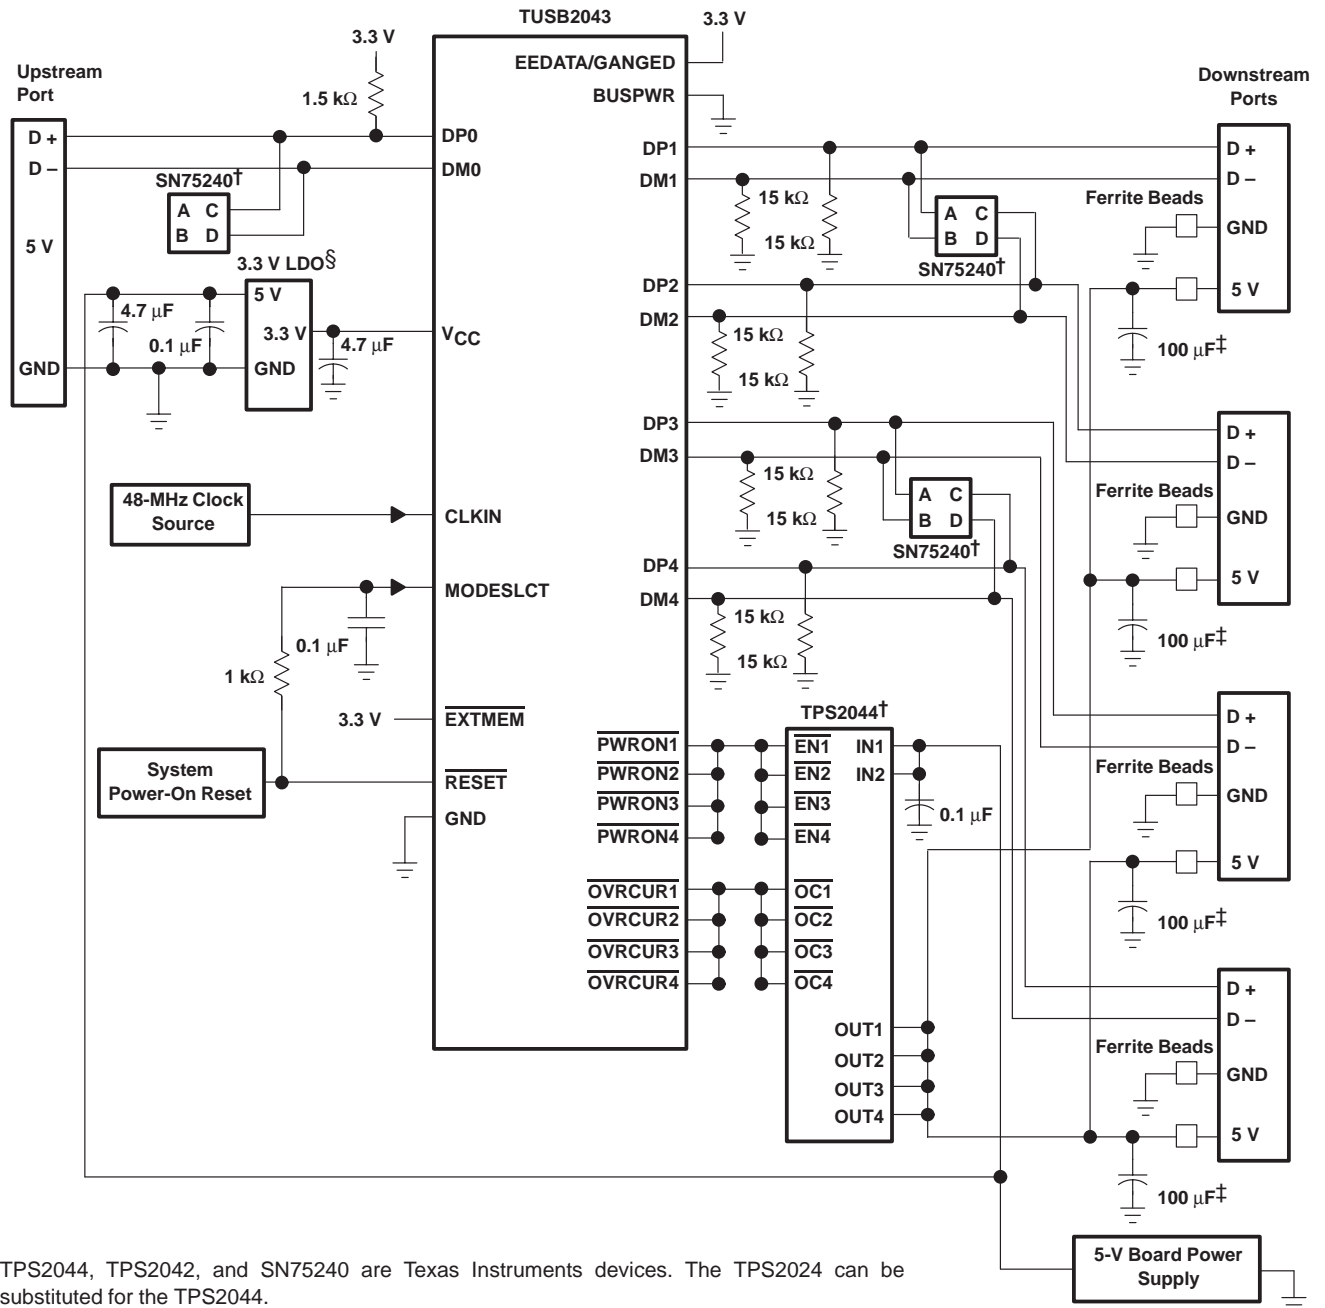 TUSB2043
3.3 V
3.3 V
EEDATA/GANGED
BUSPWR
Upstream
Port
1.5 kΩ
D +
D –
5 V
GND
DP0
DM0
SN75240†
A C
B D
3.3 V LDO§
5 V
3.3 V
GND
4.7 μF
0.1 μF
4.7 μF
VCC
48-MHz Clock
Source
CLKIN
MODESLCT
0.1 μF
1 kΩ
3.3 V
EXTMEM
System
Power-On Reset
RESET
GND
DP1
DM1
15 kΩ
15 kΩ
A C
B D
SN75240†
DP2
DM2
15 kΩ
15 kΩ
DP3
DM3
15 kΩ
15 kΩ
A C
B D
SN75240†
DP4
DM4
15 kΩ
15 kΩ
TPS2044†
PWRON1
PWRON2
PWRON3
PWRON4
OVRCUR1
OVRCUR2
OVRCUR3
OVRCUR4
EN1
EN2
EN3
EN4
OC1
OC2
OC3
OC4
IN1
IN2
0.1 μF
OUT1
OUT2
OUT3
OUT4
Downstream
Ports
D +
D –
Ferrite Beads
GND
5 V
100 μF‡
D +
D –
Ferrite Beads
GND
5 V
100 μF‡
D +
D –
Ferrite Beads
GND
5 V
100 μF‡
D +
D –
Ferrite Beads
GND
5 V
100 μF‡
5-V Board Power
Supply
TPS2044, TPS2042, and SN75240 are Texas Instruments devices. The TPS2024 can be
substituted for the TPS2044.